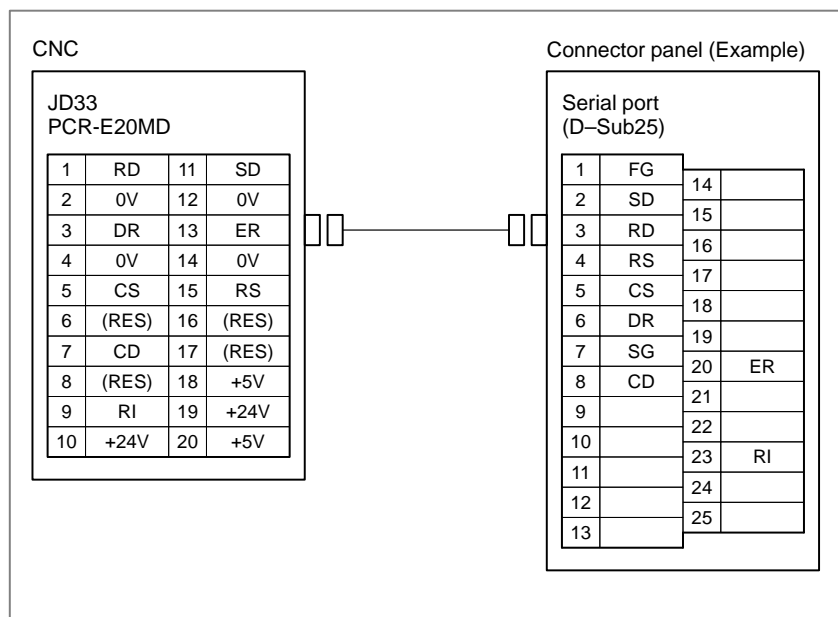 CNC
Connector panel (Example)
JD33
PCR-E20MD
1 RD 11 SD
2 0V 12 0V
3 DR 13 ER
4 0V 14 0V
5 CS 15 RS
6 (RES) 16 (RES)
7 CD 17 (RES)
8 (RES) 18 +5V
9 RI 19 +24V
10 +24V 20 +5V
Serial port
(D–Sub25)
1 FG
2 SD
3 RD
4 RS
5 CS
6 DR
7 SG
8 CD
9
10
11
12
13
14
15
16
17
18
19
20 ER
21
22
23 RI
24
25